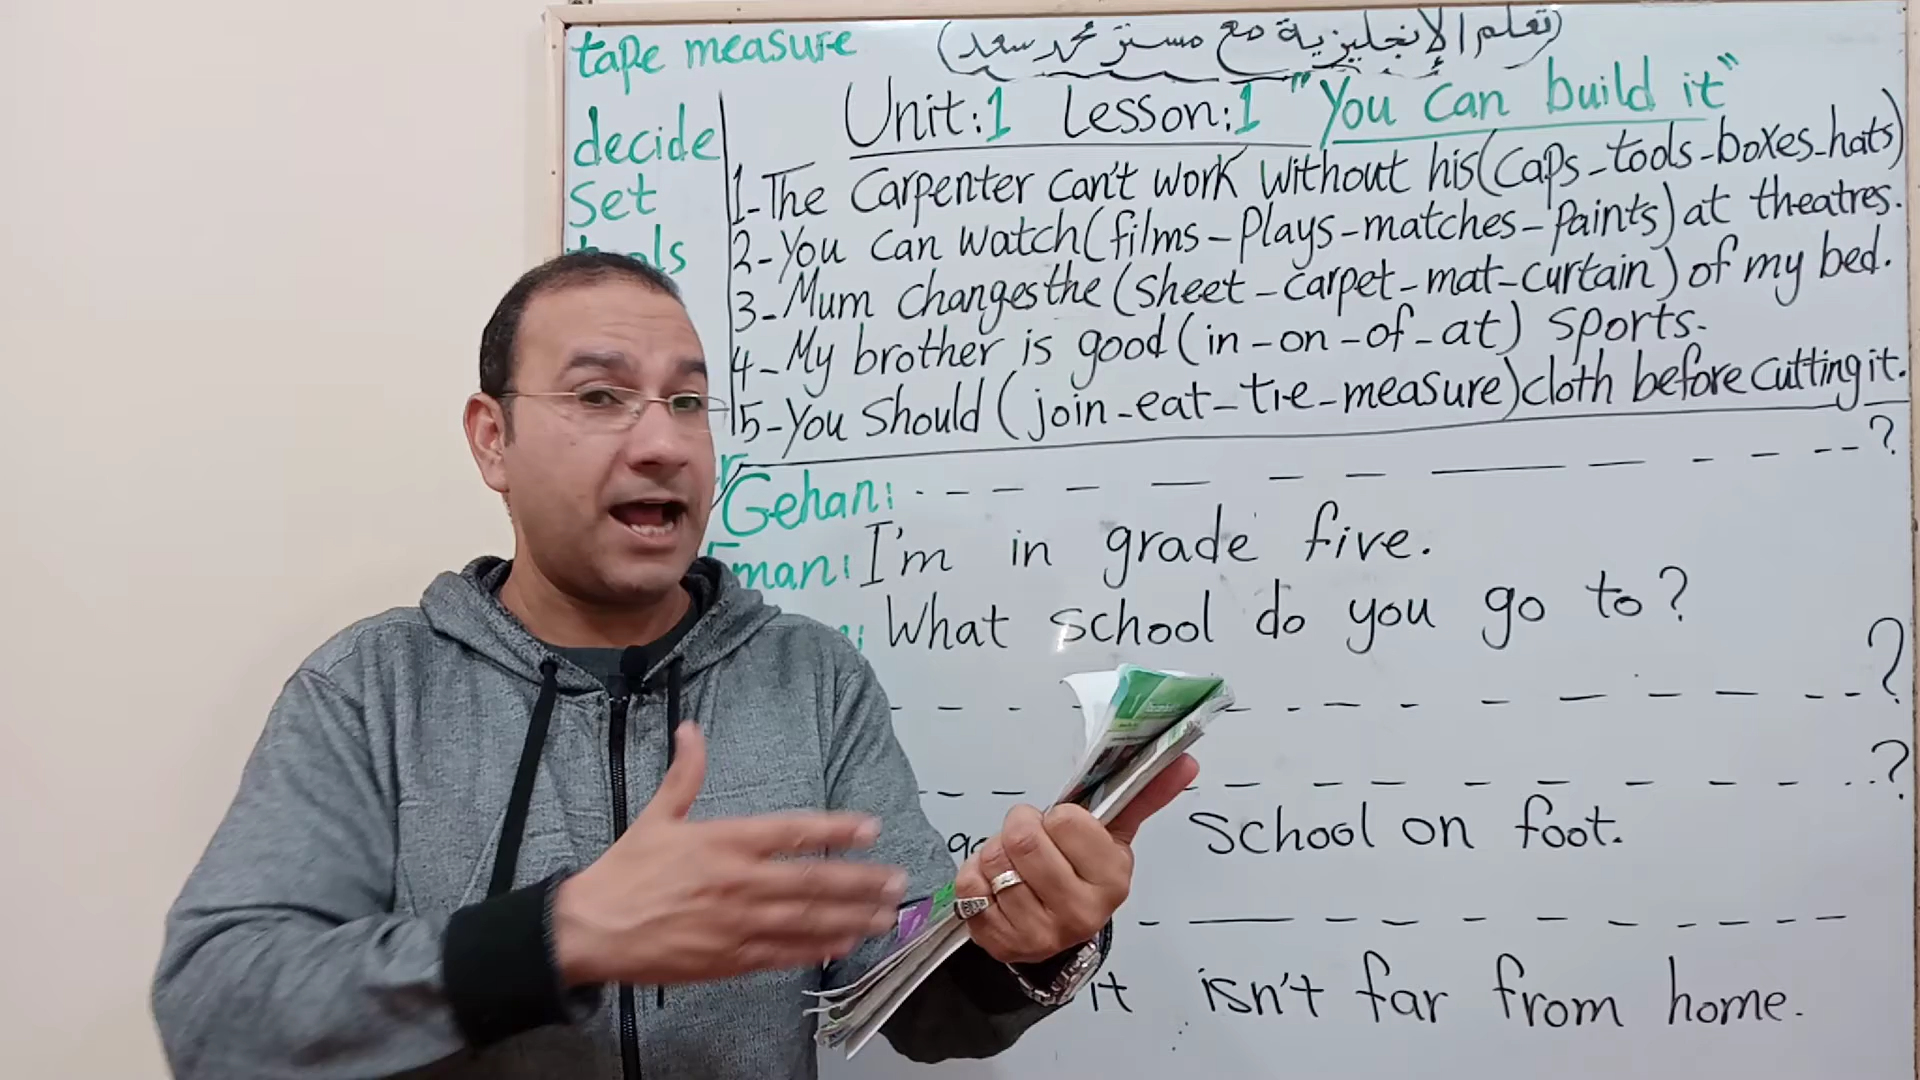 tape measure
(تعلم الإنجليزية مع مستر محمد سعد)
Unit:1 Lesson:1 "You can build it"
decide
Set
1-The Carpenter can't work without his(caps-tools-boxes-hats)
2-You can watch(films-plays-matches-paints)at theatres.
3-Mum changes the (sheet-carpet-mat-curtain) of my bed.
4-My brother is good (in-on-of-at) sports.
5-You Should (join-eat-tie-measure)cloth before cutting it.
Gehan: ?
I'm in grade five.
What school do you go to?
?
?
School on foot.
it isn't far from home.